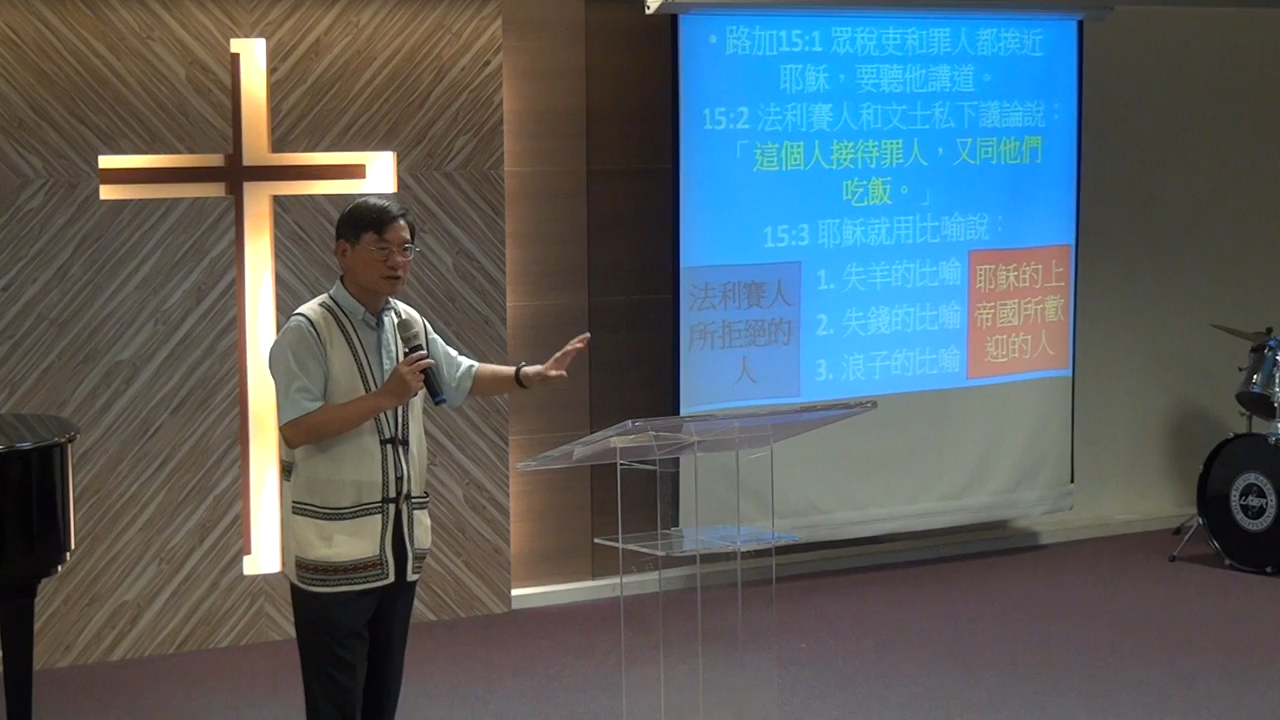 • 路加15:1 眾稅吏和罪人都挨近
耶穌，要聽他講道。
15:2 法利賽人和文士私下議論說：
「這個人接待罪人，又同他們
吃飯。」
15:3 耶穌就用比喻說：
法利賽人
所拒絕的
人
1. 失羊的比喻
2. 失錢的比喻
3. 浪子的比喻
耶穌的上
帝國所歡
迎的人